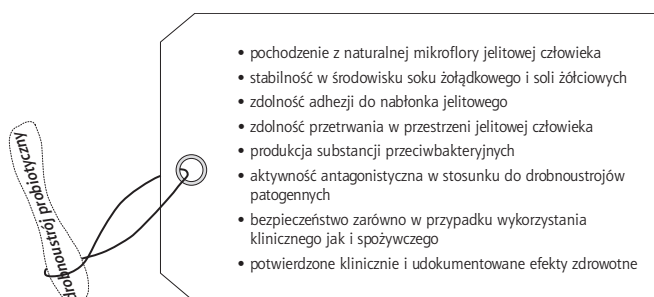 • pochodzenie z naturalnej mikroflory jelitowej człowieka
• stabilność w środowisku soku żołądkowego i soli żółciowych
• zdolność adhezji do nabłonka jelitowego
• zdolność przetrwania w przestrzeni jelitowej człowieka
• produkcja substancji przeciwbakteryjnych
• aktywność antagonistyczna w stosunku do drobnoustrojów
patogennych
• bezpieczeństwo zarówno w przypadku wykorzystania
klinicznego jak i spożywczego
• potwierdzone klinicznie i udokumentowane efekty zdrowotne
drobnoustrój probiotyczny